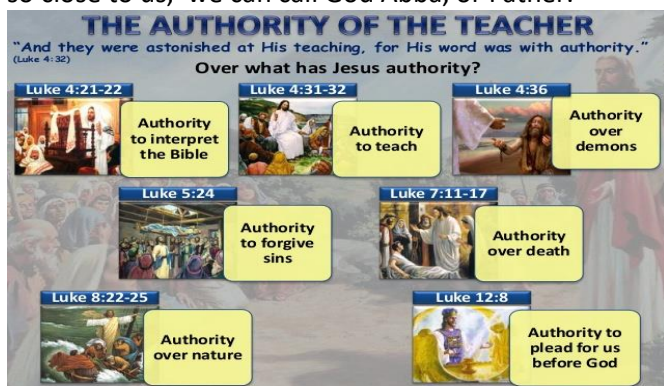 so close to us, we can call God Abba, or Father.
THE AUTHORITY OF THE TEACHER
"And they were astonished at His teaching, for His word was with authority."
(Luke 4:32)
Over what has Jesus authority?
Luke 4:21-22
Authority
to interpret
the Bible
Luke 4:31-32
Authority
to teach
Luke 4:36
Authority
over
demons
Luke 5:24
Authority
to forgive
sins
Luke 7:11-17
Authority
over death
Luke 8:22-25
Authority
over nature
Luke 12:8
Authority to
plead for us
before God